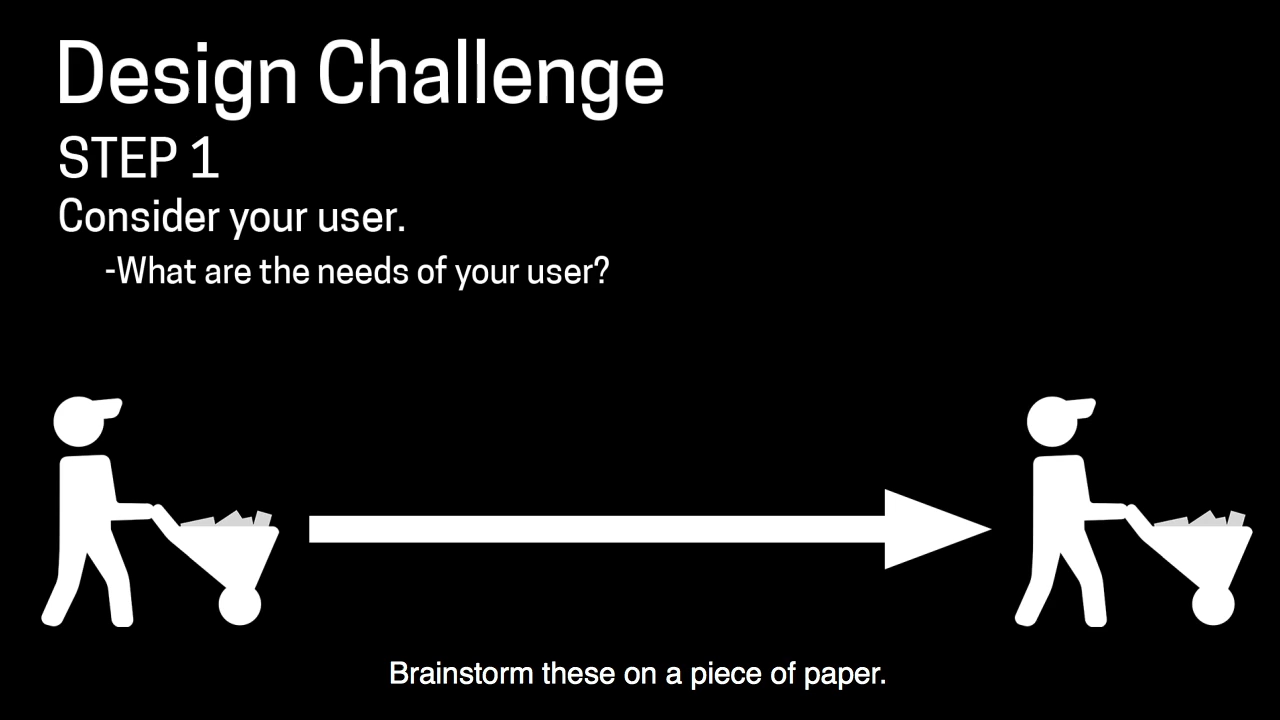 Design Challenge
STEP 1
Consider your user.
-What are the needs of your user?
Brainstorm these on a piece of paper.